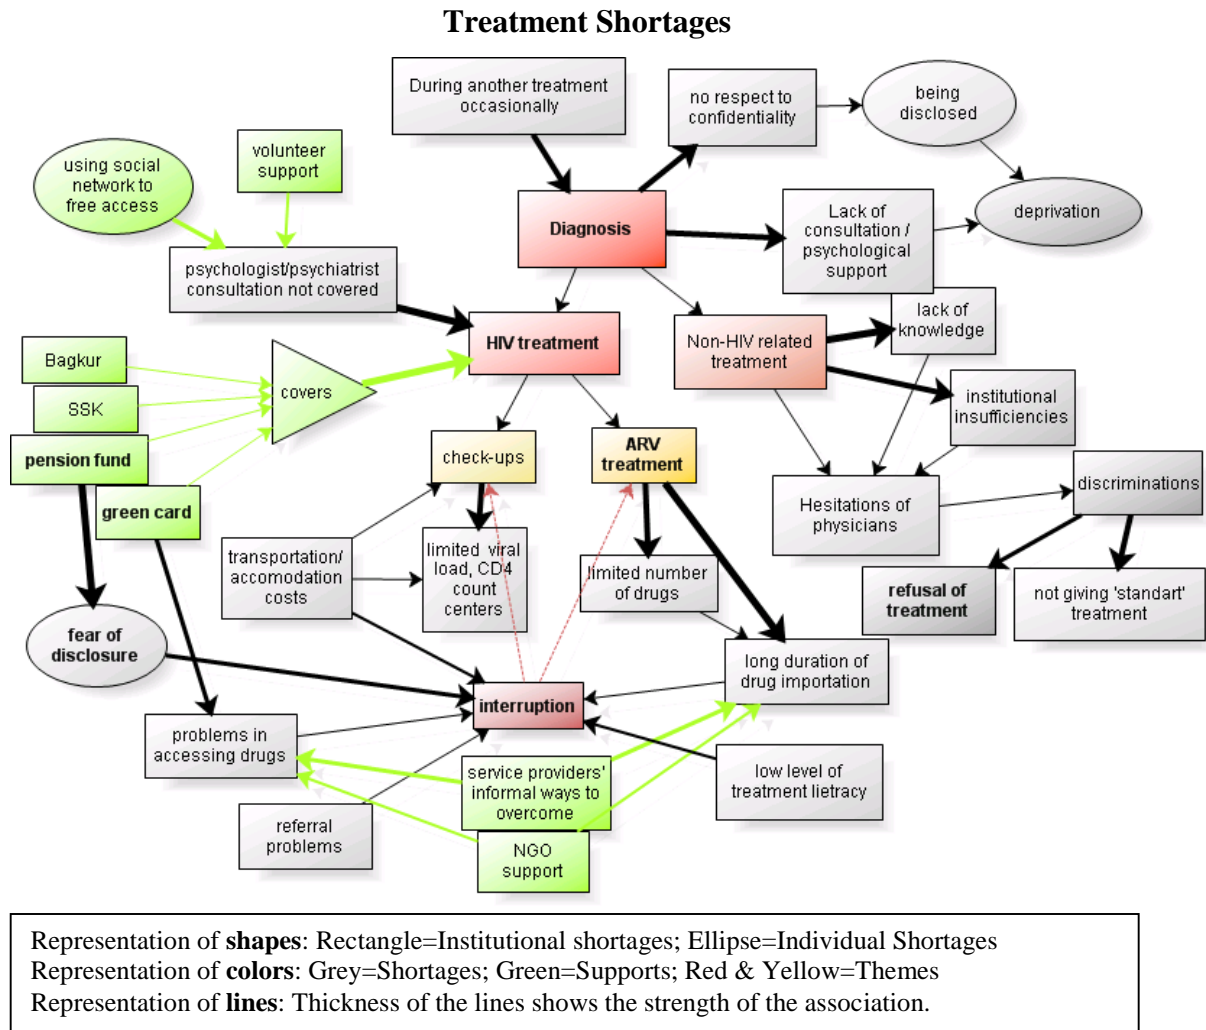 Treatment Shortages
During another treatment
occasionally
no respect to
confidentiality
being
disclosed
using social
network to
free access
volunteer
support
Diagnosis
Lack of
consultation /
psychological
support
deprivation
psychologist/psychiatrist
consultation not covered
HIV treatment
Non-HIV related
treatment
lack of
knowledge
Bagkur
SSK
pension fund
green card
covers
institutional
insufficiencies
check-ups
ARV
treatment
Hesitations of
physicians
discriminations
transportation/
accomodation
costs
limited viral
load, CD4
count
centers
limited number
of drugs
refusal of
treatment
not giving 'standart'
treatment
fear of
disclosure
long duration of
drug importation
interruption
problems in
accessing drugs
service providers'
informal ways to
overcome
low level of
treatment lietracy
referral
problems
NGO
support
Representation of shapes: Rectangle=Institutional shortages; Ellipse=Individual Shortages
Representation of colors: Grey=Shortages; Green=Supports; Red & Yellow=Themes
Representation of lines: Thickness of the lines shows the strength of the association.